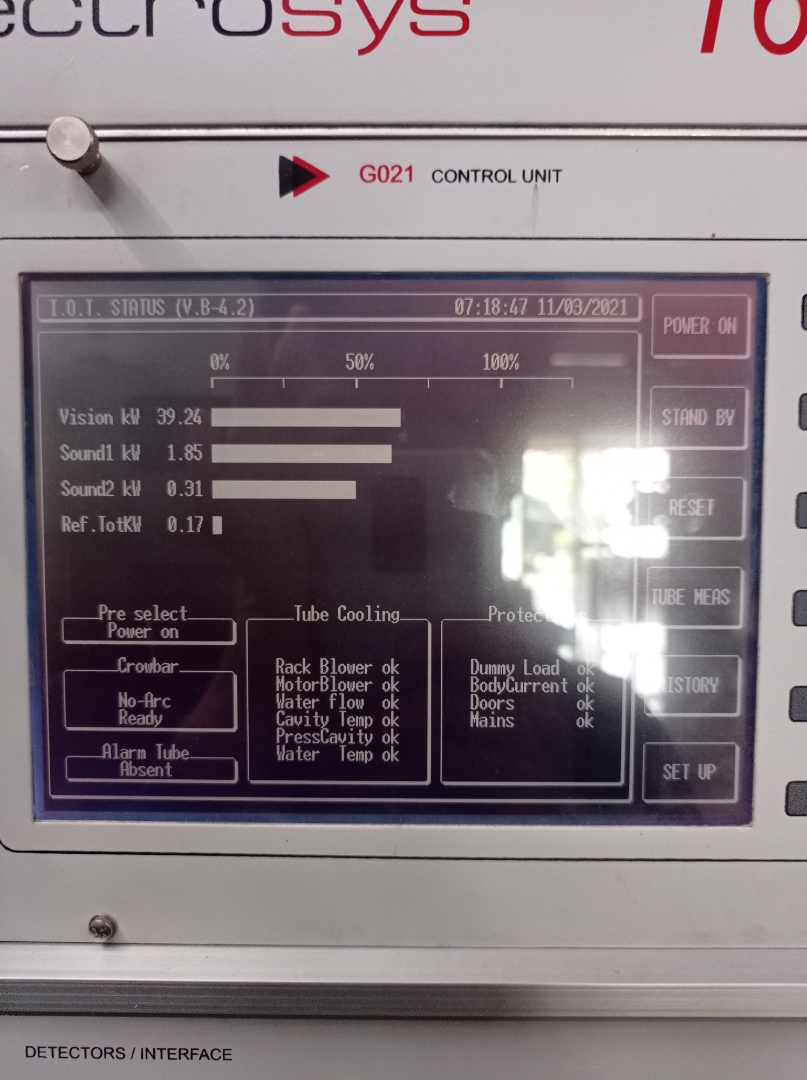 ectrosys
G021 CONTROL UNIT
I.O.T. STATUS (V.B-4.2) 07:18:47 11/03/2021
POWER ON
0% 50% 100%
Vision kW 39.24
STAND BY
Sound1 kW 1.85
Sound2 kW 0.31
RESET
Ref.TotKW 0.17
TUBE MEAS
Pre select
Power on
Crowbar
No-Arc
Ready
Alarm Tube
Absent
Tube Cooling
Rack Blower ok
MotorBlower ok
Water flow ok
Cavity Temp ok
PressCavity ok
Water Temp ok
Dummy Load ok
BodyCurrent ok
Doors ok
Mains ok
ISTORY
SET UP
DETECTORS / INTERFACE